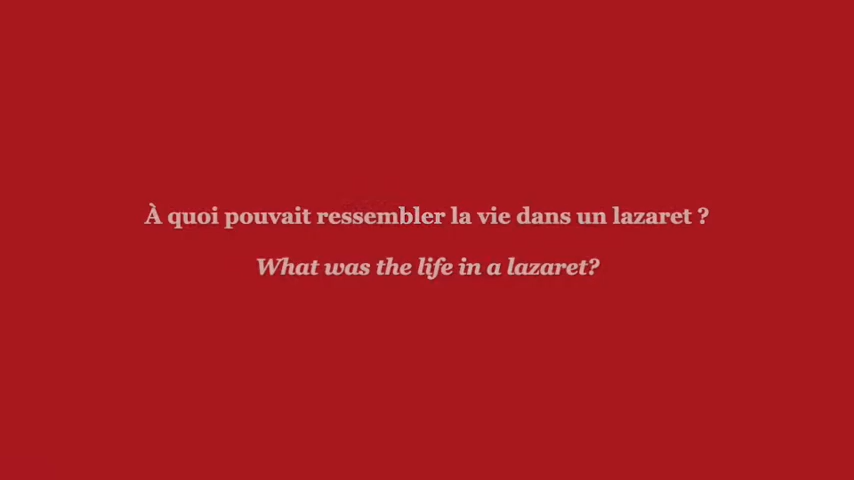 À quoi pouvait ressembler la vie dans un lazaret ?
What was the life in a lazaret?